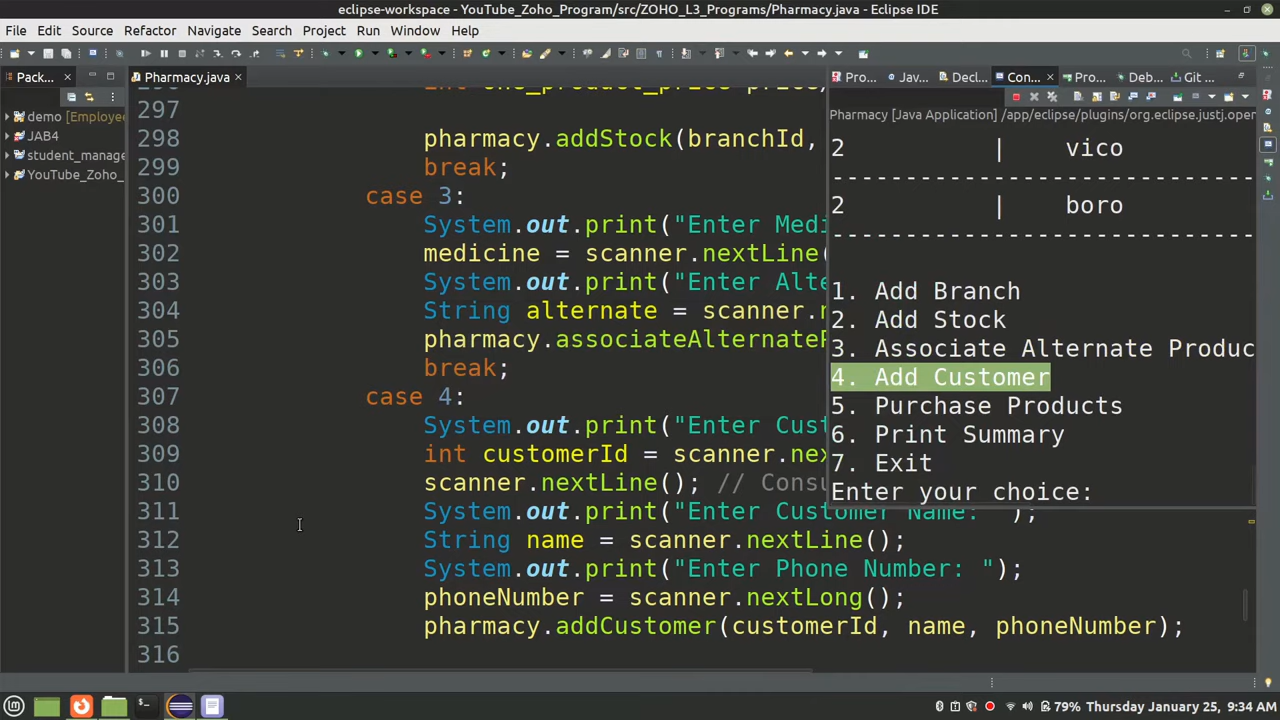 eclipse-workspace - YouTube_Zoho_Program/src/ZOHO_L3_Programs/Pharmacy.java - Eclipse IDE
File Edit Source Refactor Navigate Search Project Run Window Help
Pack...
demo [Employee
JAB4
student_manage
YouTube_Zoho_
Pharmacy.java
297
298 pharmacy.addStock(branchId,
299 break;
300 case 3:
301 System.out.print("Enter Medi
302 medicine = scanner.nextLine(
303 System.out.print("Enter Alte
304 String alternate = scanner.n
305 pharmacy.associateAlternateP
306 break;
307 case 4:
308 System.out.print("Enter Cust
309 int customerId = scanner.nex
310 scanner.nextLine(); // Consu
311 System.out.print("Enter Customer Name: ");
312 String name = scanner.nextLine();
313 System.out.print("Enter Phone Number: ");
314 phoneNumber = scanner.nextLong();
315 pharmacy.addCustomer(customerId, name, phoneNumber);
316
Pro... Jav... Decl... Con... Pro... Deb... Git ...
Pharmacy [Java Application] /app/eclipse/plugins/org.eclipse.justj.open
2 | vico
-----------------------------
2 | boro
-----------------------------
1. Add Branch
2. Add Stock
3. Associate Alternate Produc
4. Add Customer
5. Purchase Products
6. Print Summary
7. Exit
Enter your choice:
79% Thursday January 25, 9:34 AM